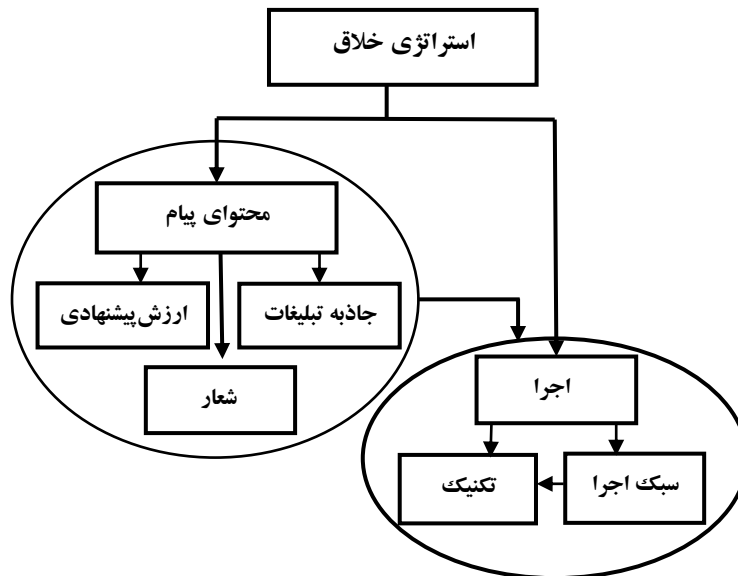 استراتژی خلاق
محتوای پیام
جاذبه تبلیغات
ارزش پیشنهادی
شعار
اجرا
سبک اجرا
تکنیک